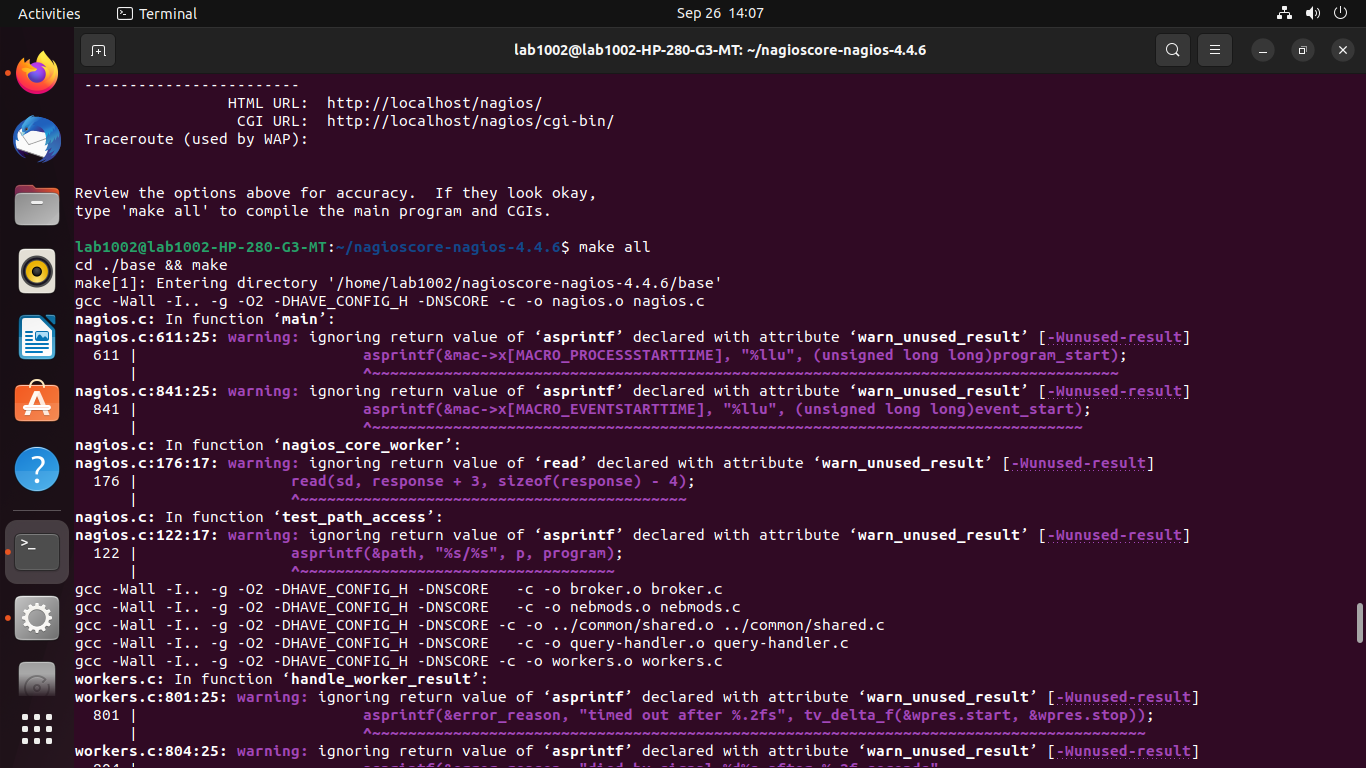 Activities
Terminal
Sep 26 14:07
lab1002@lab1002-HP-280-G3-MT: ~/nagioscore-nagios-4.4.6
------------------------
HTML URL:  http://localhost/nagios/
CGI URL:  http://localhost/nagios/cgi-bin/
Traceroute (used by WAP):
Review the options above for accuracy.  If they look okay,
type 'make all' to compile the main program and CGIs.
lab1002@lab1002-HP-280-G3-MT:~/nagioscore-nagios-4.4.6$ make all
cd ./base && make
make[1]: Entering directory '/home/lab1002/nagioscore-nagios-4.4.6/base'
gcc -Wall -I.. -g -O2 -DHAVE_CONFIG_H -DNSCORE -c -o nagios.o nagios.c
nagios.c: In function ‘main’:
nagios.c:611:25: warning: ignoring return value of ‘asprintf’ declared with attribute ‘warn_unused_result’ [-Wunused-result]
  611 |                         asprintf(&mac->x[MACRO_PROCESSSTARTTIME], "%llu", (unsigned long long)program_start);
      |                         ^~~~~~~~~~~~~~~~~~~~~~~~~~~~~~~~~~~~~~~~~~~~~~~~~~~~~~~~~~~~~~~~~~~~~~~~~~~~~~~~~~~~
nagios.c:841:25: warning: ignoring return value of ‘asprintf’ declared with attribute ‘warn_unused_result’ [-Wunused-result]
  841 |                         asprintf(&mac->x[MACRO_EVENTSTARTTIME], "%llu", (unsigned long long)event_start);
      |                         ^~~~~~~~~~~~~~~~~~~~~~~~~~~~~~~~~~~~~~~~~~~~~~~~~~~~~~~~~~~~~~~~~~~~~~~~~~~~~~~~
nagios.c: In function ‘nagios_core_worker’:
nagios.c:176:17: warning: ignoring return value of ‘read’ declared with attribute ‘warn_unused_result’ [-Wunused-result]
  176 |                 read(sd, response + 3, sizeof(response) - 4);
      |                 ^~~~~~~~~~~~~~~~~~~~~~~~~~~~~~~~~~~~~~~~~~~~
nagios.c: In function ‘test_path_access’:
nagios.c:122:17: warning: ignoring return value of ‘asprintf’ declared with attribute ‘warn_unused_result’ [-Wunused-result]
  122 |                 asprintf(&path, "%s/%s", p, program);
      |                 ^~~~~~~~~~~~~~~~~~~~~~~~~~~~~~~~~~~~
gcc -Wall -I.. -g -O2 -DHAVE_CONFIG_H -DNSCORE   -c -o broker.o broker.c
gcc -Wall -I.. -g -O2 -DHAVE_CONFIG_H -DNSCORE   -c -o nebmods.o nebmods.c
gcc -Wall -I.. -g -O2 -DHAVE_CONFIG_H -DNSCORE -c -o ../common/shared.o ../common/shared.c
gcc -Wall -I.. -g -O2 -DHAVE_CONFIG_H -DNSCORE   -c -o query-handler.o query-handler.c
gcc -Wall -I.. -g -O2 -DHAVE_CONFIG_H -DNSCORE -c -o workers.o workers.c
workers.c: In function ‘handle_worker_result’:
workers.c:801:25: warning: ignoring return value of ‘asprintf’ declared with attribute ‘warn_unused_result’ [-Wunused-result]
  801 |                         asprintf(&error_reason, "timed out after %.2fs", tv_delta_f(&wpres.start, &wpres.stop));
      |                         ^~~~~~~~~~~~~~~~~~~~~~~~~~~~~~~~~~~~~~~~~~~~~~~~~~~~~~~~~~~~~~~~~~~~~~~~~~~~~~~~~~~~~~~
workers.c:804:25: warning: ignoring return value of ‘asprintf’ declared with attribute ‘warn_unused_result’ [-Wunused-result]